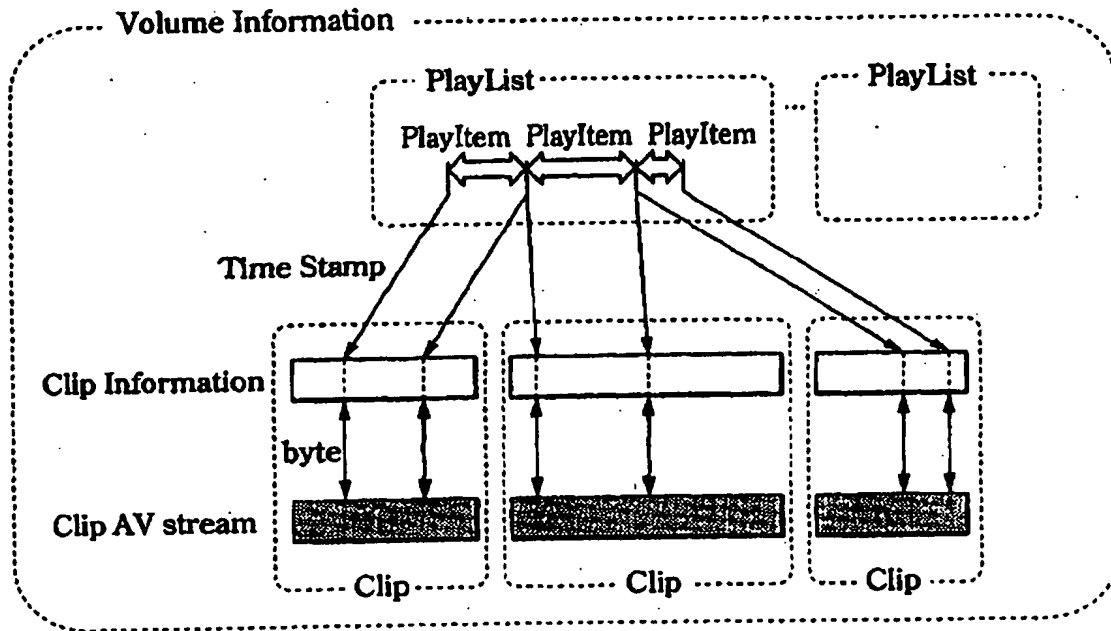 Volume Information
PlayList
PlayList
...
PlayItem PlayItem PlayItem
Time Stamp
Clip Information
byte
Clip AV stream
Clip
Clip
Clip